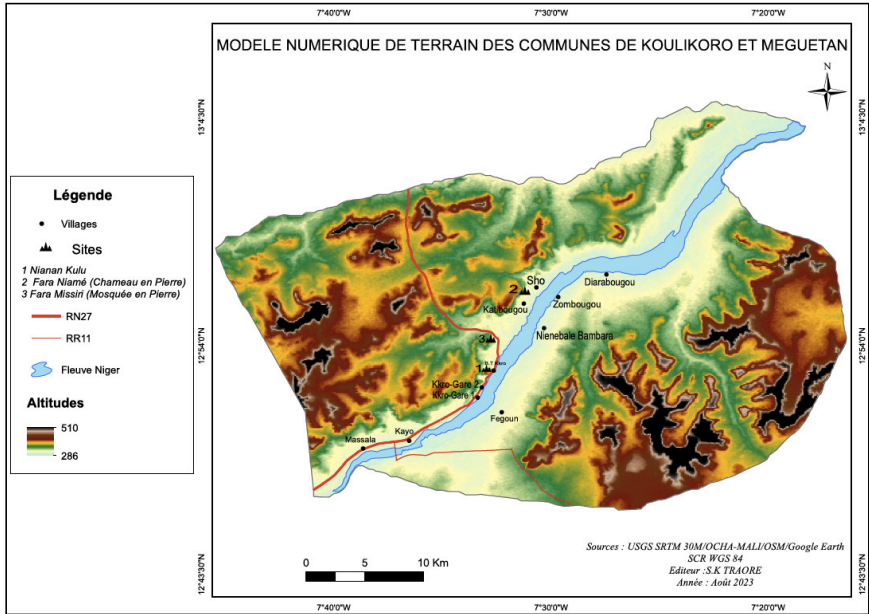 7°40'0"W
7°30'0"W
7°20'0"W
MODELE NUMERIQUE DE TERRAIN DES COMMUNES DE KOULIKORO ET MEGUETAN
N
13°4'30"N
13°4'30"N
Légende
Villages
Sites
1 Nianan Kulu
2 Fara Niamé (Chameau en Pierre)
3 Fara Missiri (Mosquée en Pierre)
RN27
RR11
Fleuve Niger
Altitudes
510
286
Sho
2
Diarabougou
Katibougou
Zombougou
Nienebale Bambara
12°54'0"N
12°54'0"N
3
1
Kkro-Gare 2
Kkro-Gare 1
Fegoun
Kayo
Massala
12°43'30"N
12°43'30"N
0 5 10 Km
Sources : USGS SRTM 30M/OCHA-MALI/OSM/Google Earth
SCR WGS 84
Editeur :S.K TRAORE
Année : Août 2023
7°40'0"W
7°30'0"W
7°20'0"W